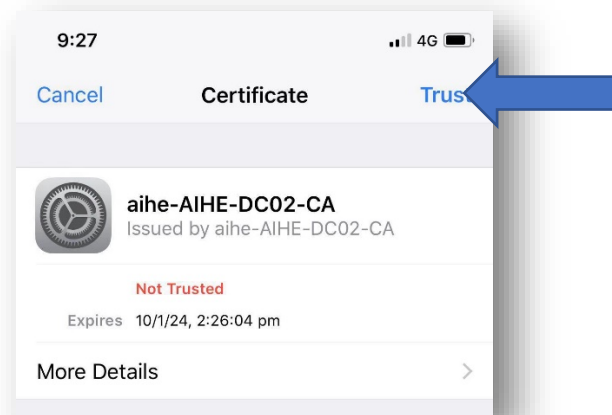 9:27 4G
Cancel Certificate Trust
aihe-AIHE-DC02-CA
Issued by aihe-AIHE-DC02-CA
Not Trusted
Expires 10/1/24, 2:26:04 pm
More Details